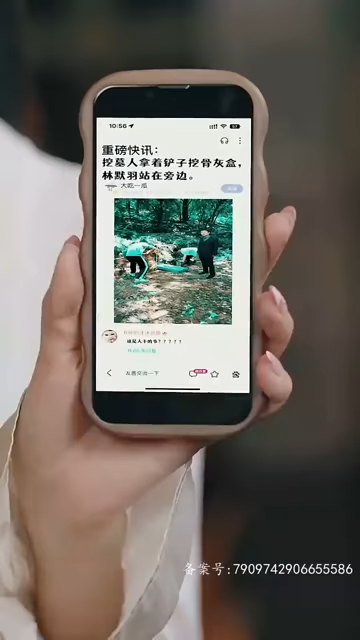 10:56
重磅快讯：
挖墓人拿着铲子挖骨灰盒，
林默羽站在旁边。
大吃一瓜
这是人干的事？？？？？
友善交流一下
备案号:7909742906655586